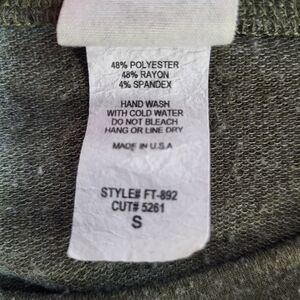 48% POLYESTER
48% RAYON
4% SPANDEX
HAND WASH
WITH COLD WATER
DO NOT BLEACH
HANG OR LINE DRY
MADE IN U.S.A
STYLE# FT-892
CUT# 5261
S